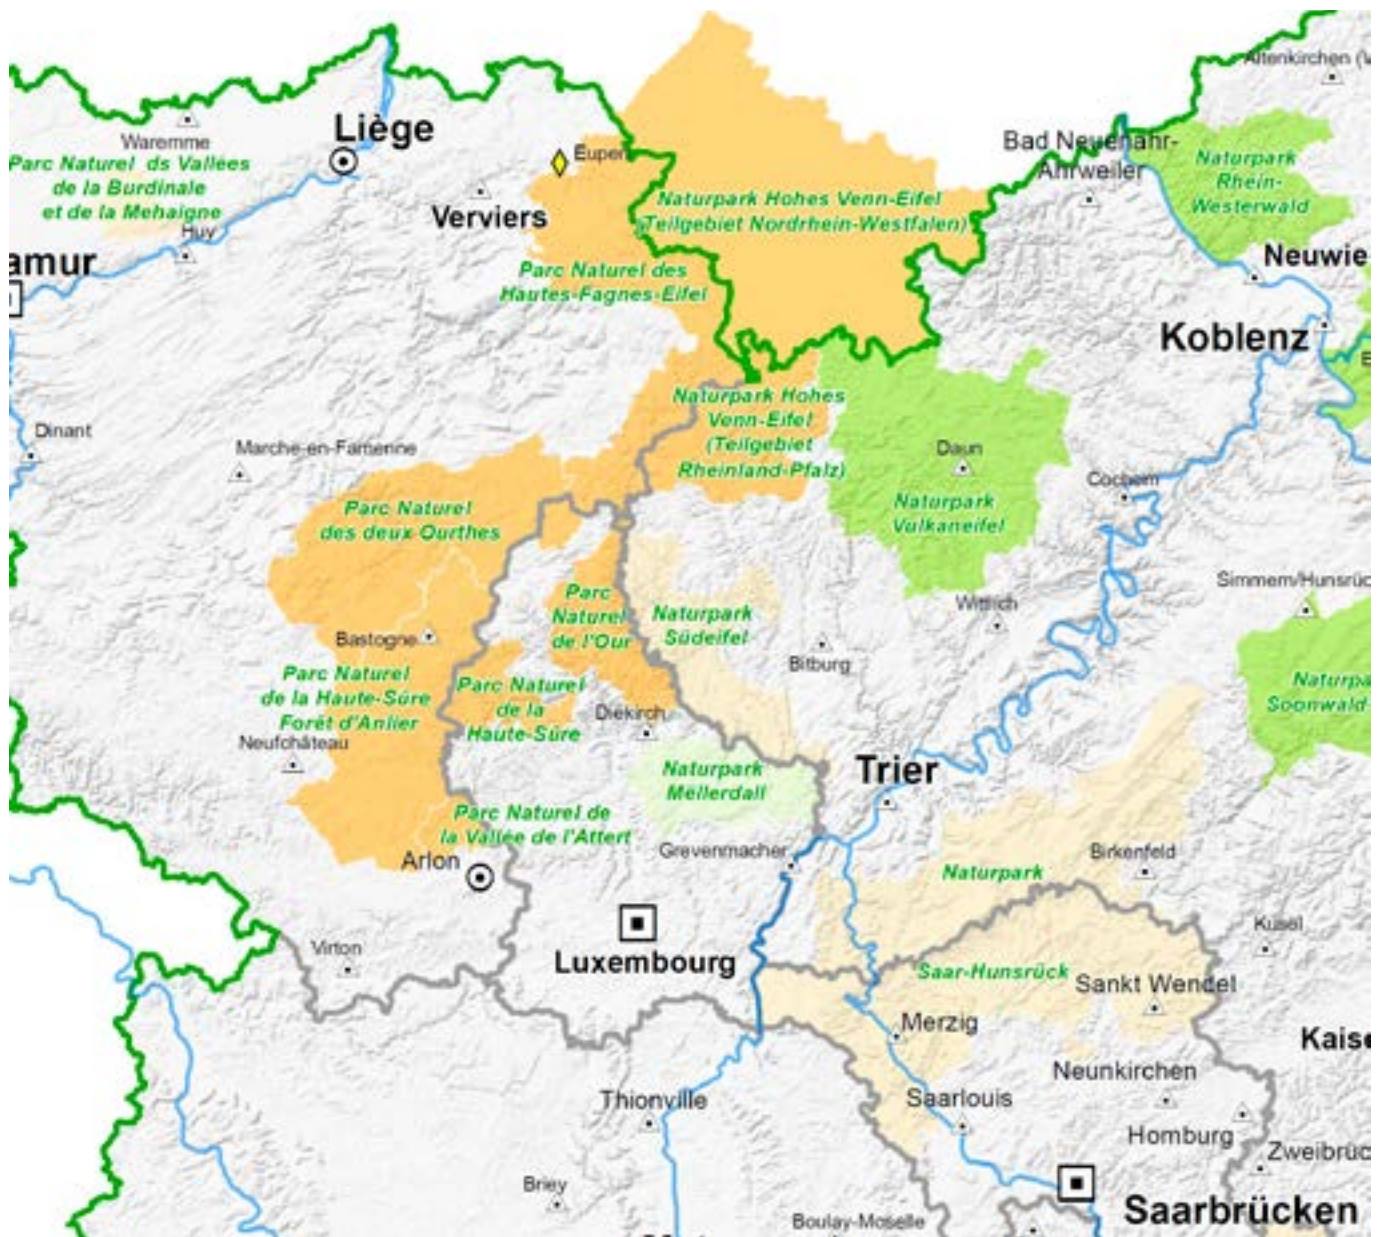 Altenkirchen (W
Liège
Waremme
Eupen
Bad Neuenahr-
Ahrweiler
Parc Naturel ds Vallées
de la Burdinale
et de la Mehaigne
Naturpark
Rhein-
Westerwald
Verviers
Naturpark Hohes Venn-Eifel
(Teilgebiet Nordrhein-Westfalen)
Huy
amur
Neuwie
Parc Naturel des
Hautes-Fagnes-Eifel
Koblenz
Naturpark Hohes
Venn-Eifel
(Teilgebiet
Rheinland-Pfalz)
Dinant
Marche-en-Famenne
Daun
Cochem
Parc Naturel
des deux Ourthes
Naturpark
Vulkaneifel
Simmern/Hunsrüc
Parc
Naturel
de l'Our
Naturpark
Südeifel
Wittlich
Bastogne
Bitburg
Parc Naturel
de la Haute-Sûre
Forêt d'Anlier
Parc Naturel
de la
Haute-Sûre
Naturpa
Soonwald-
Diekirch
Neufchâteau
Naturpark
Mëllerdall
Trier
Parc Naturel de
la Vallée de l'Attert
Arlon
Grevenmacher
Birkenfeld
Naturpark
Saar-Hunsrück
Kusel
Virton
Luxembourg
Sankt Wendel
Merzig
Kaise
Neunkirchen
Thionville
Saarlouis
Homburg
Zweibrüc
Briey
Saarbrücken
Boulay-Moselle